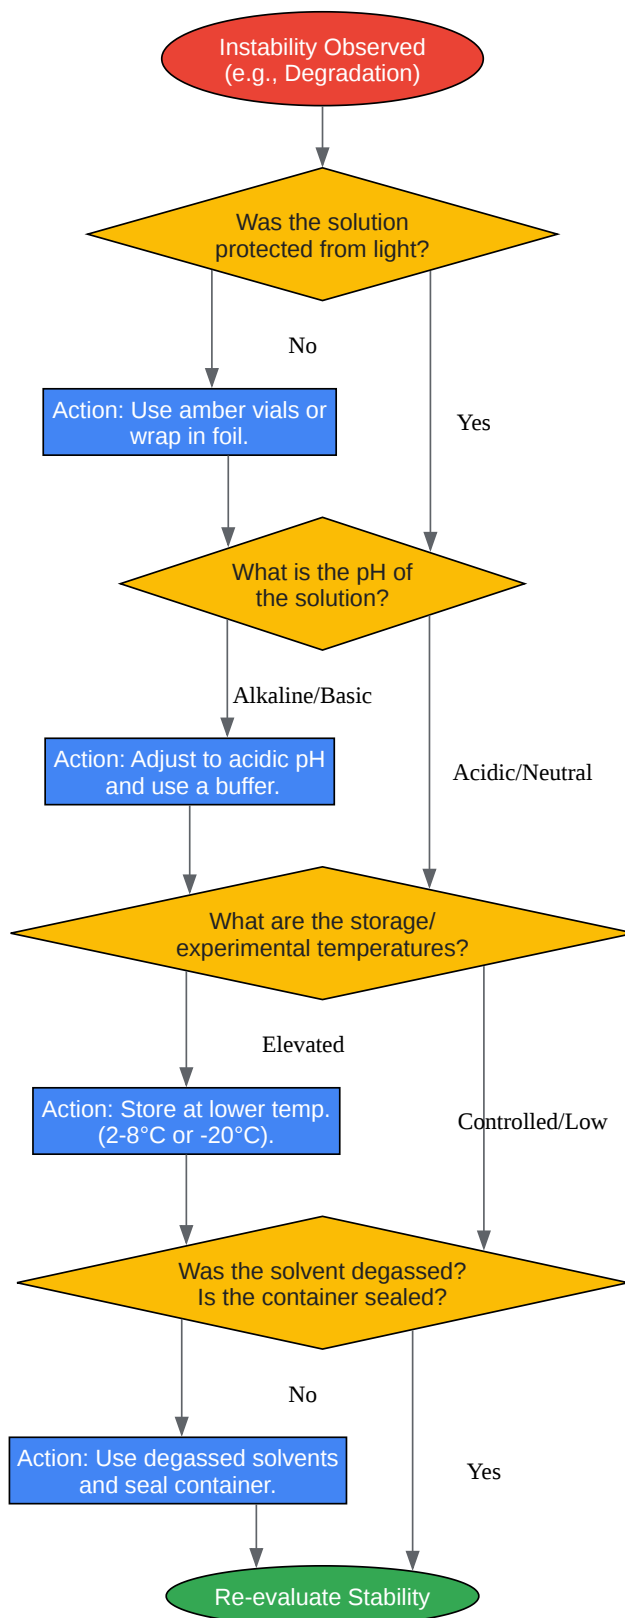 Instability Observed
(e.g., Degradation)
Was the solution
protected from light?
No
Action: Use amber vials or
wrap in foil.
Yes
What is the pH of
the solution?
Alkaline/Basic
Action: Adjust to acidic pH
and use a buffer.
Acidic/Neutral
What are the storage/
experimental temperatures?
Elevated
Action: Store at lower temp.
(2-8°C or -20°C).
Controlled/Low
Was the solvent degassed?
Is the container sealed?
No
Action: Use degassed solvents
and seal container.
Yes
Re-evaluate Stability